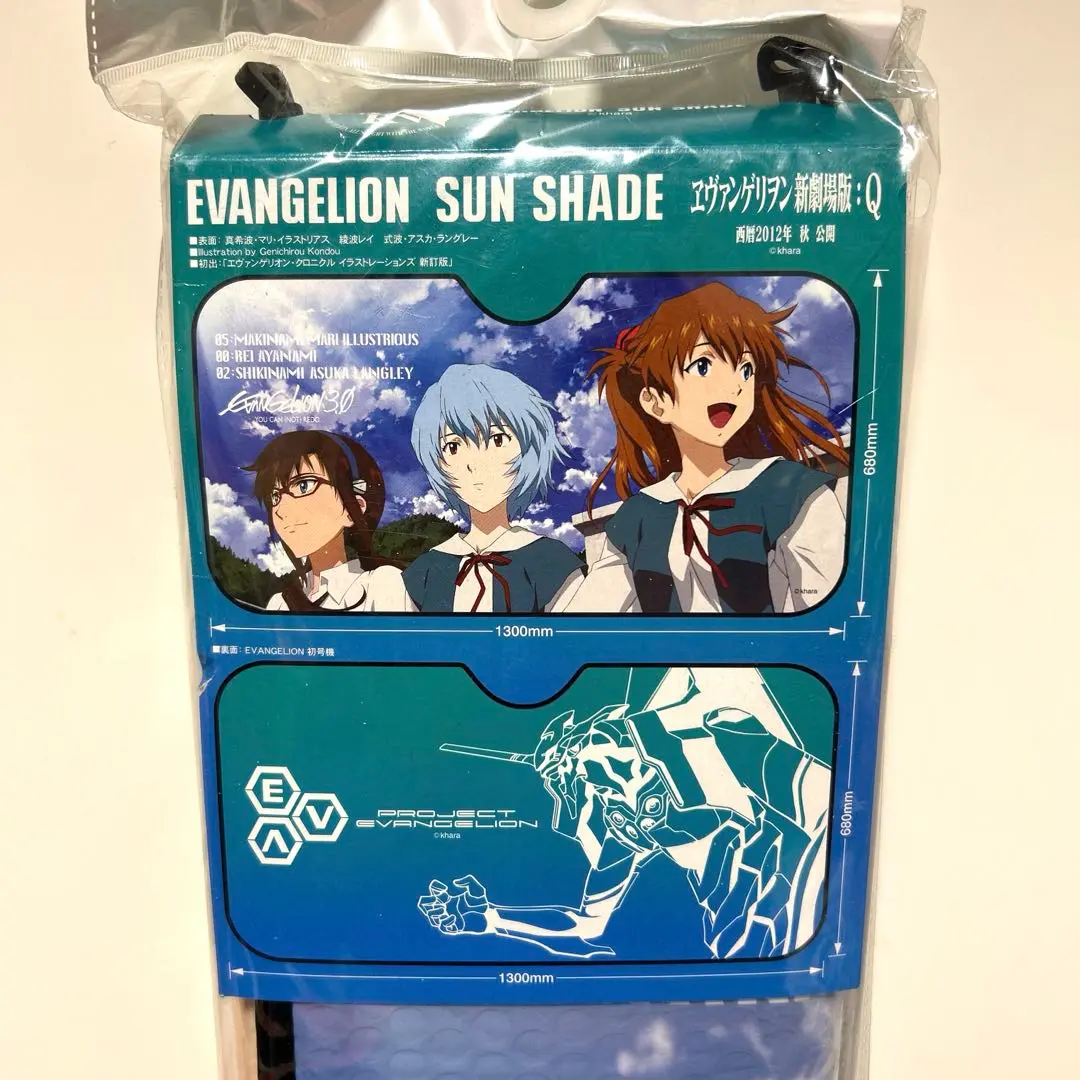 EVANGELION SUN SHADE
©khara
EVANGELION SUN SHADE
ヱヴァンゲリヲン新劇場版:Q
西暦2012年 秋 公開
©khara
■表面: 真希波・マリ・イラストリアス 綾波レイ 式波・アスカ・ラングレー
■Illustration by Genichirou Kondou
■初出:「エヴァンゲリオン・クロニクル イラストレーションズ 新訂版」
05:MAKINAMI MARI ILLUSTRIOUS
00:REI AYANAMI
02:SHIKINAMI ASUKA LANGLEY
EVANGELION 3.0
YOU CAN (NOT) REDO.
©khara
680mm
1300mm
■裏面: EVANGELION 初号機
EVA
PROJECT
EVANGELION
©khara
680mm
1300mm